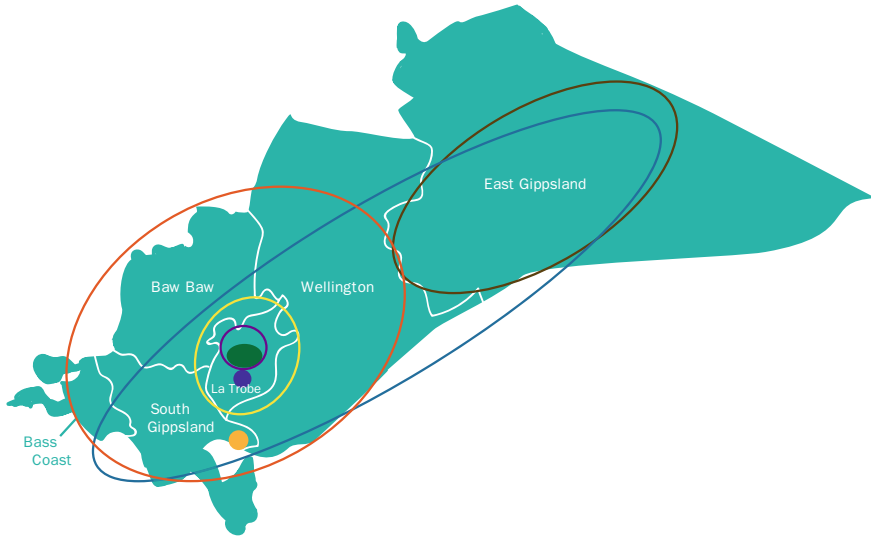 East Gippsland
Baw Baw
Wellington
La Trobe
South
Gippsland
Bass
Coast